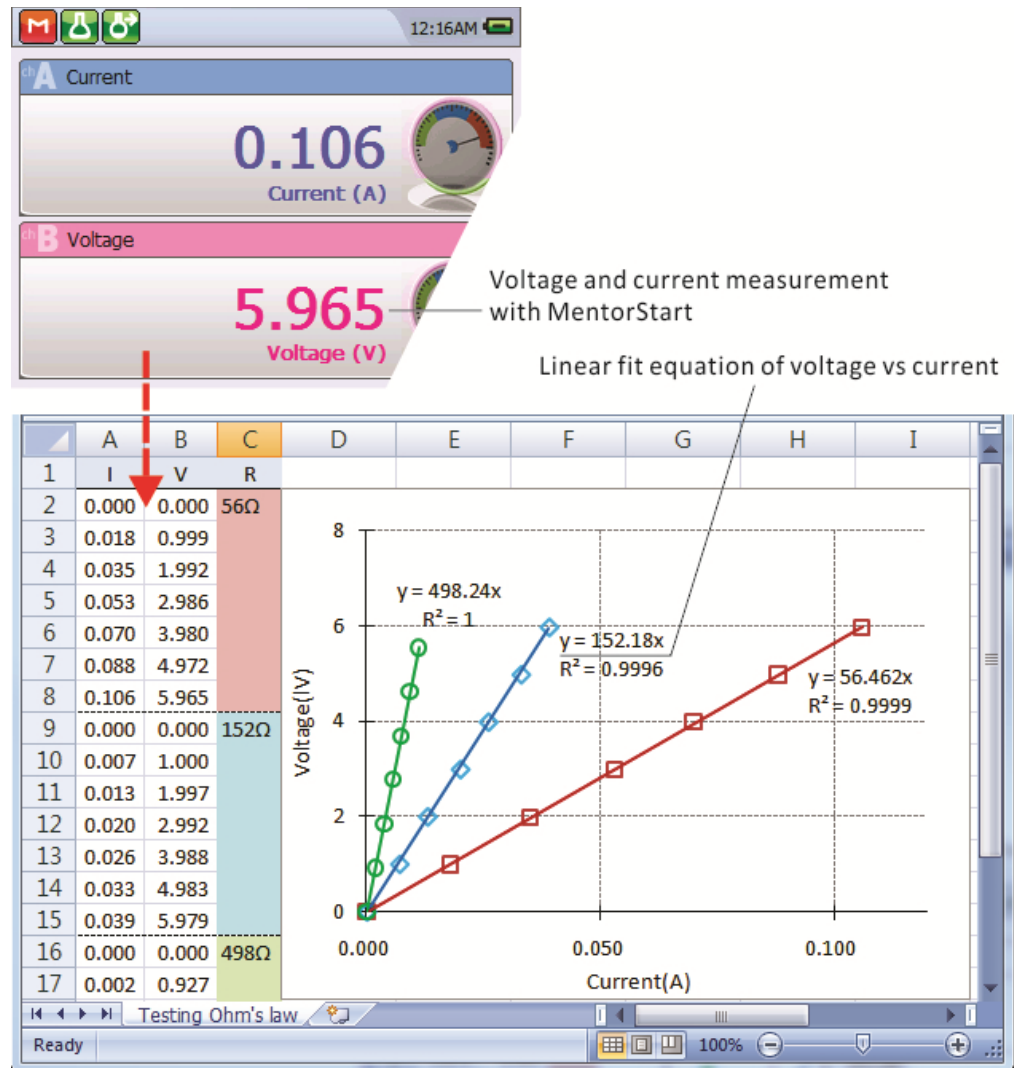 M
12:16AM
chA Current
0.106
Current (A)
chB Voltage
5.965
Voltage (V)
Voltage and current measurement
with MentorStart
Linear fit equation of voltage vs current
A B C D E F G H I
1 I V R
2 0.000 0.000 56Ω
3 0.018 0.999
4 0.035 1.992
5 0.053 2.986
6 0.070 3.980
7 0.088 4.972
8 0.106 5.965
9 0.000 0.000 152Ω
10 0.007 1.000
11 0.013 1.997
12 0.020 2.992
13 0.026 3.988
14 0.033 4.983
15 0.039 5.979
16 0.000 0.000 498Ω
17 0.002 0.927
8
6
4
2
0
Voltage(IV)
y = 498.24x
R² = 1
y = 152.18x
R² = 0.9996
y = 56.462x
R² = 0.9999
0.000 0.050 0.100
Current(A)
Testing Ohm's law
Ready 100%